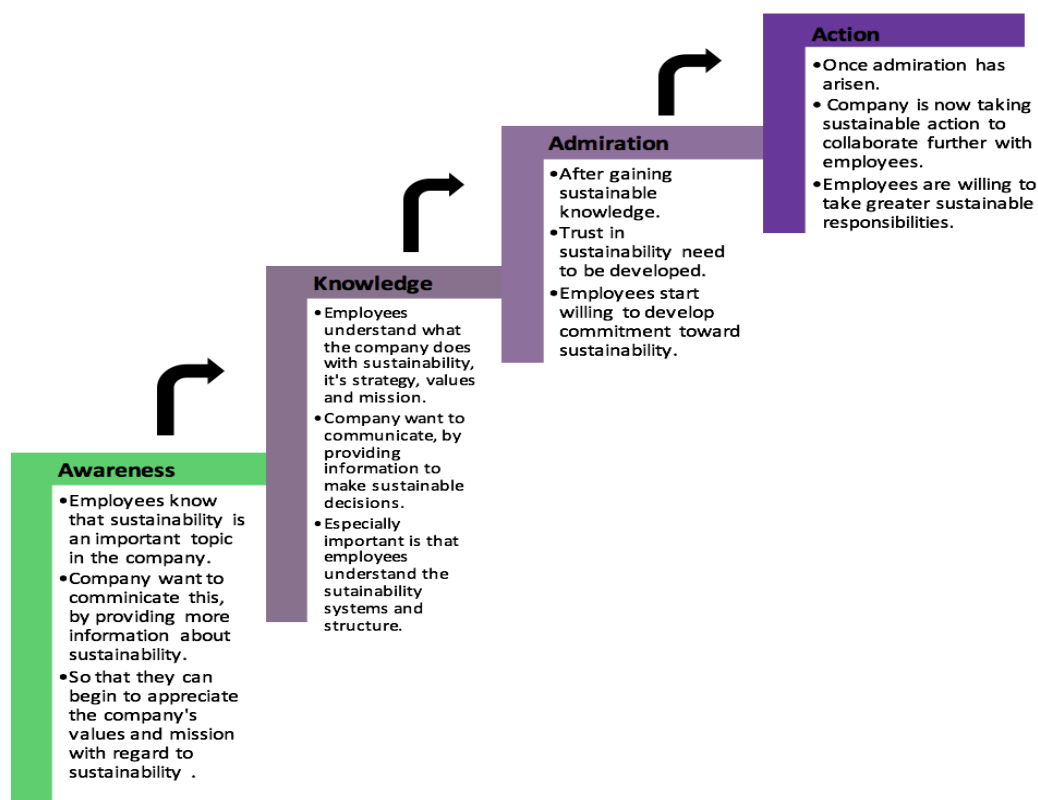 Action
•Once admiration has
arisen.
• Company is now taking
sustainable action to
collaborate further with
employees.
•Employees are willing to
take greater sustainable
responsibilities.
Admiration
•After gaining
sustainable
knowledge.
•Trust in
sustainability need
to be developed.
•Employees start
willing to develop
commitment toward
sustainability.
Knowledge
•Employees
understand what
the company does
with sustainability,
it's strategy, values
and mission.
•Company want to
communicate, by
providing
information to
make sustainable
decisions.
•Especially
important is that
employees
understand the
sutainability
systems and
structure.
Awareness
•Employees know
that sustainability is
an important topic
in the company.
•Company want to
comminicate this,
by providing more
information about
sustainability.
•So that they can
begin to appreciate
the company's
values and mission
with regard to
sustainability .